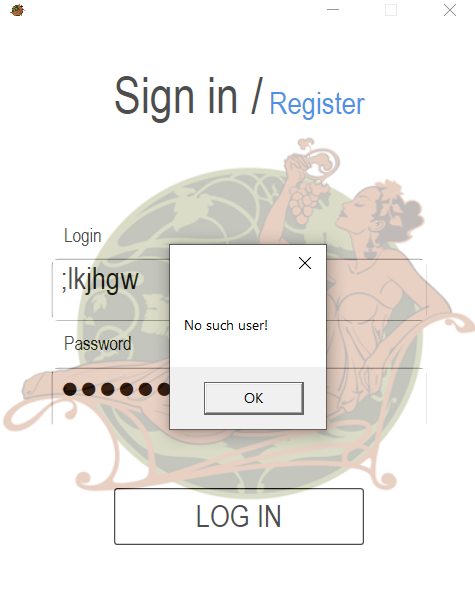 Sign in / Register
Login
;lkjhgw
No such user!
Password
●●●●●●
OK
LOG IN